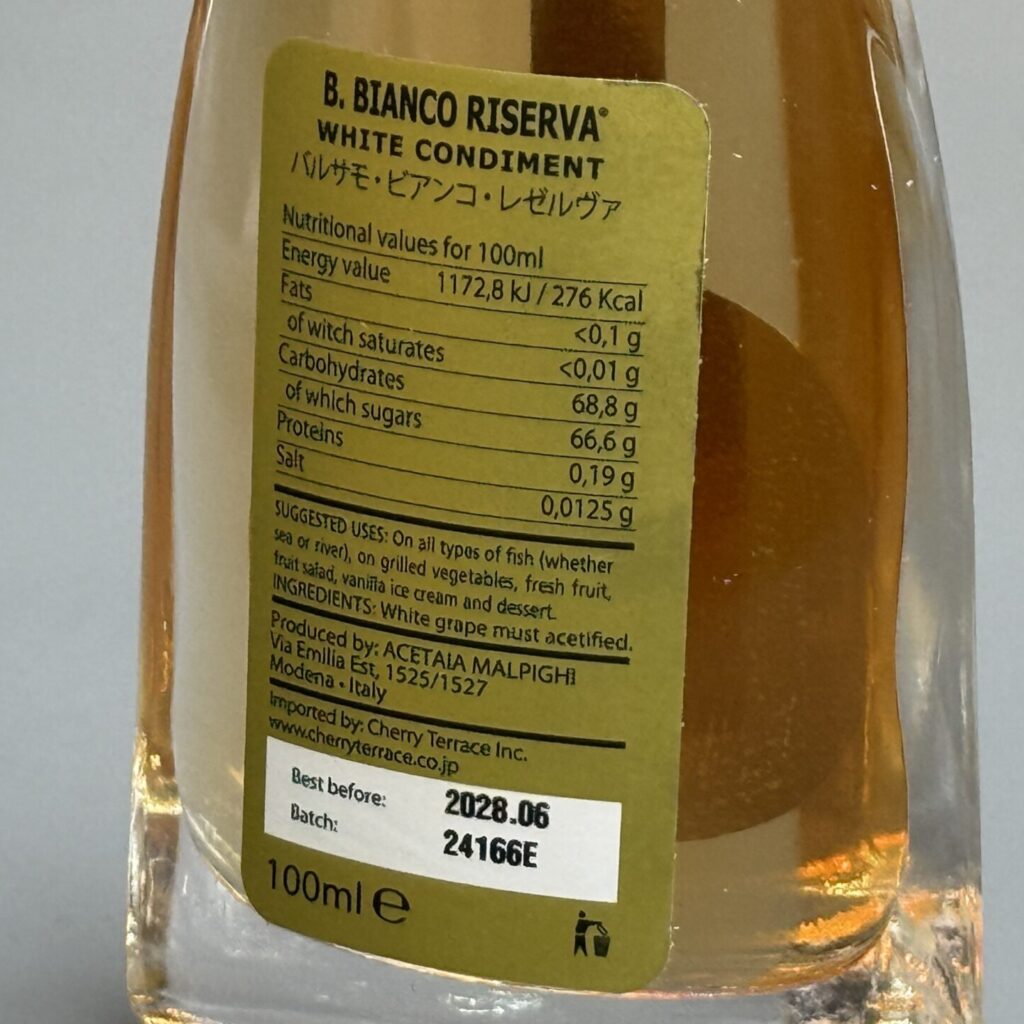 B. BIANCO RISERVA®
WHITE CONDIMENT
バルサモ・ビアンコ・レゼルヴァ
Nutritional values for 100ml
Energy value 1172,8 kJ / 276 Kcal
Fats <0,1 g
of witch saturates <0,01 g
Carbohydrates 68,8 g
of which sugars 66,6 g
Proteins 0,19 g
Salt 0,0125 g
SUGGESTED USES: On all types of fish (whether
sea or river), on grilled vegetables, fresh fruit,
fruit salad, vanilla ice cream and dessert.
INGREDIENTS: White grape must acetified.
Produced by: ACETAIA MALPIGHI
Via Emilia Est, 1525/1527
Modena • Italy
Imported by: Cherry Terrace Inc.
www.cherryterrace.co.jp
Best before: 2028.06
Batch: 24166E
100ml ℮